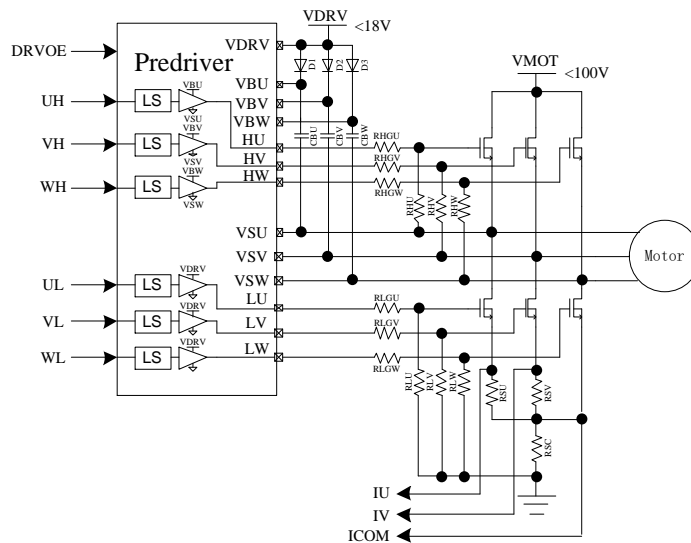 VDRV
<18V
DRVOE
Predriver
VDRV
D1
D2
D3
VMOT
<100V
VBU
UH
LS
VBU
VSU
VBV
VBW
CBU
CBV
CBW
HU
RHGU
VH
LS
VBV
VSV
HV
RHGV
WH
LS
VBW
VSW
HW
RHGW
RHU
RHV
RHW
VSU
VSV
Motor
VSW
UL
LS
VDRV
LU
RLGU
VL
LS
VDRV
LV
RLGV
WL
LS
VDRV
LW
RLGW
RLU
RLV
RLW
RSU
RSV
RSC
IU
IV
ICOM